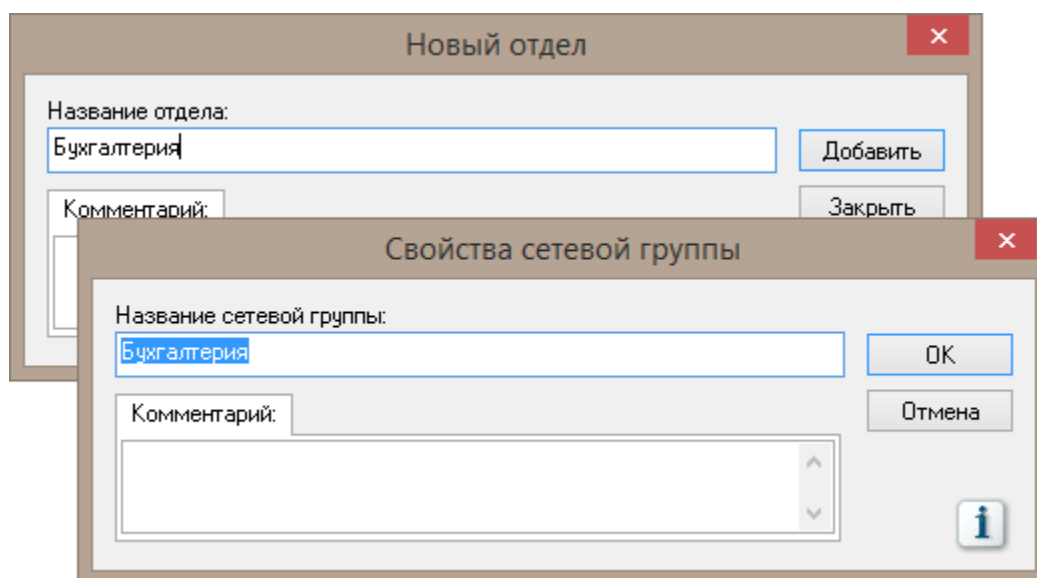 Новый отдел
Название отдела:
Бухгалтерия
Добавить
Комментарий:
Закрыть
Свойства сетевой группы
Название сетевой группы:
Бухгалтерия
OK
Комментарий:
Отмена